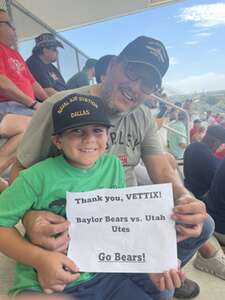 NAVAL AIR STATION
DALLAS
Thank you, VETTIX!
Baylor Bears vs. Utah
Utes
Go Bears!